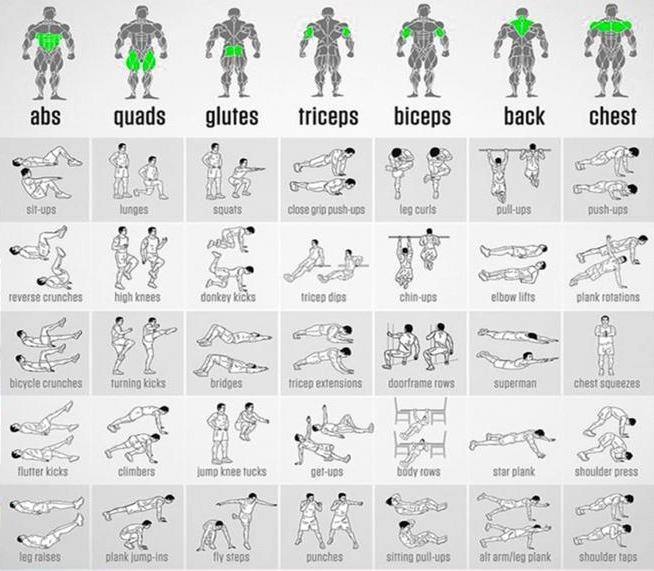 abs
quads
glutes
triceps
biceps
back
chest
sit-ups
lunges
squats
close grip push-ups
leg curls
pull-ups
push-ups
reverse crunches
high knees
donkey kicks
tricep dips
chin-ups
elbow lifts
plank rotations
bicycle crunches
turning kicks
bridges
tricep extensions
doorframe rows
superman
chest squeezes
flutter kicks
climbers
jump knee tucks
get-ups
body rows
star plank
shoulder press
leg raises
plank jump-ins
fly steps
punches
sitting pull-ups
alt arm/leg plank
shoulder taps